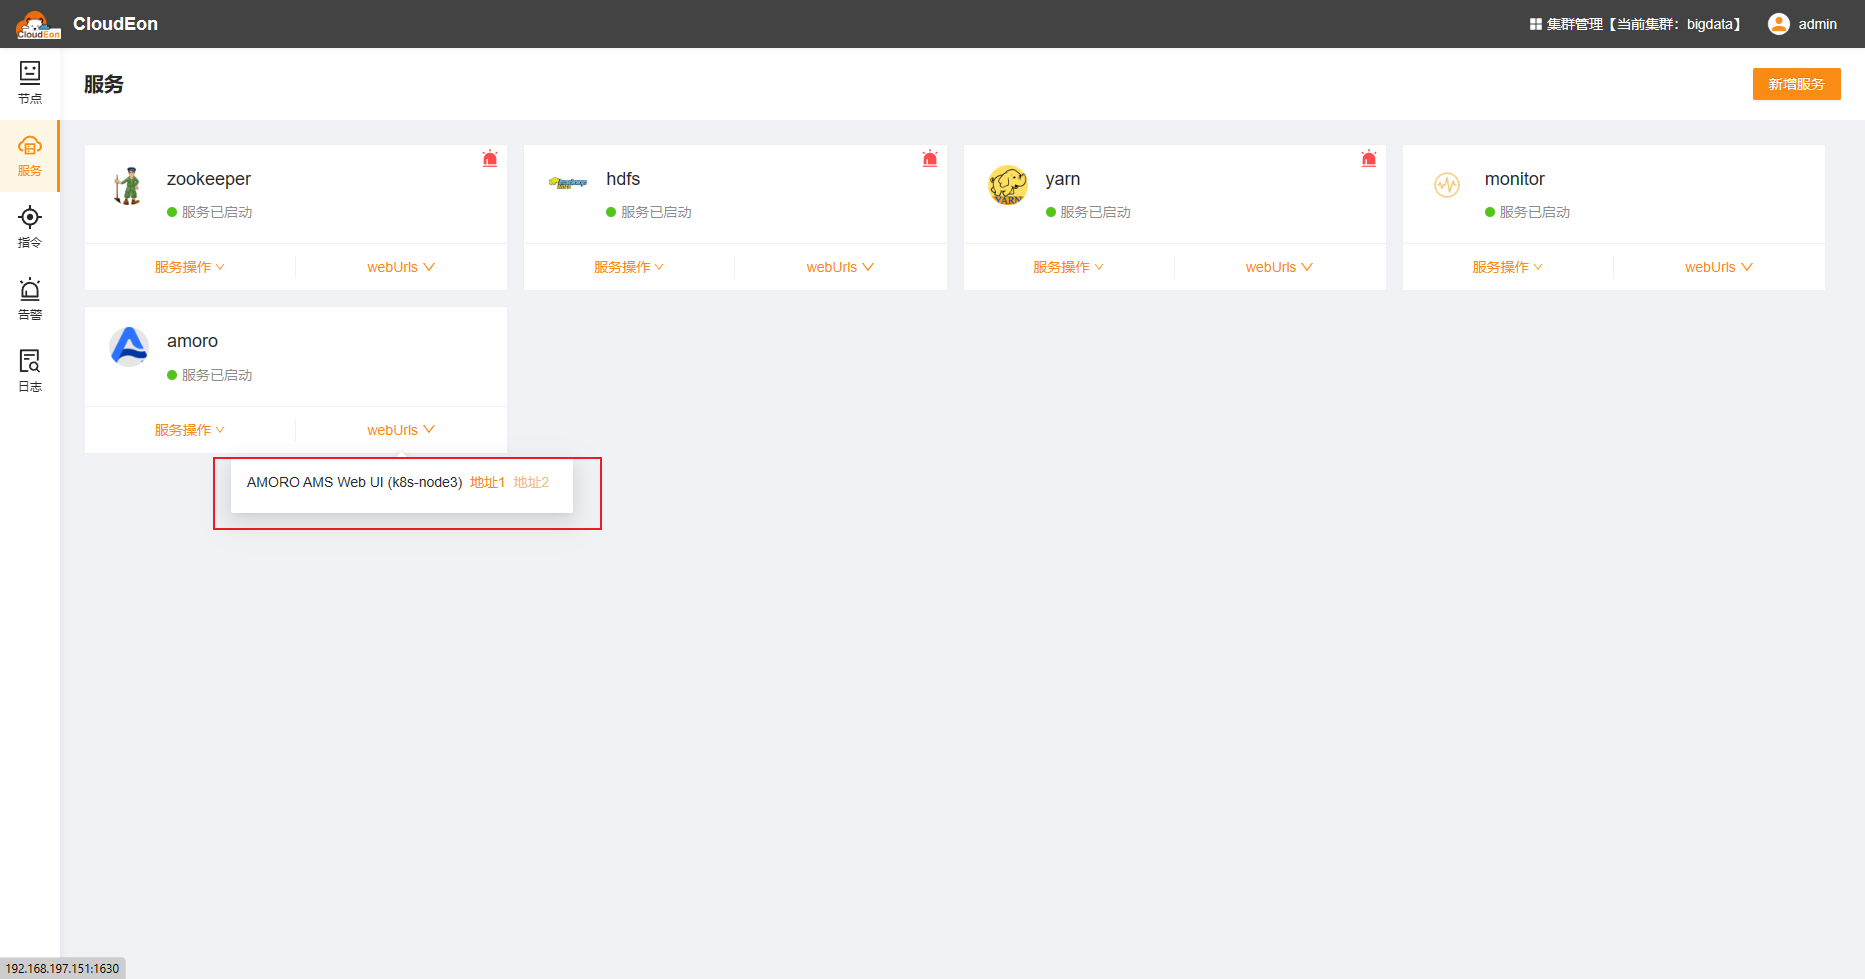 CloudEon
CloudEon
集群管理【当前集群：bigdata】
admin
节点
服务
指令
告警
日志
服务
新增服务
zookeeper
服务已启动
服务操作
webUrls
hadoop
hdfs
服务已启动
服务操作
webUrls
YARN
yarn
服务已启动
服务操作
webUrls
monitor
服务已启动
服务操作
webUrls
amoro
服务已启动
服务操作
webUrls
AMORO AMS Web UI (k8s-node3) 地址1 地址2
192.168.197.151:1630